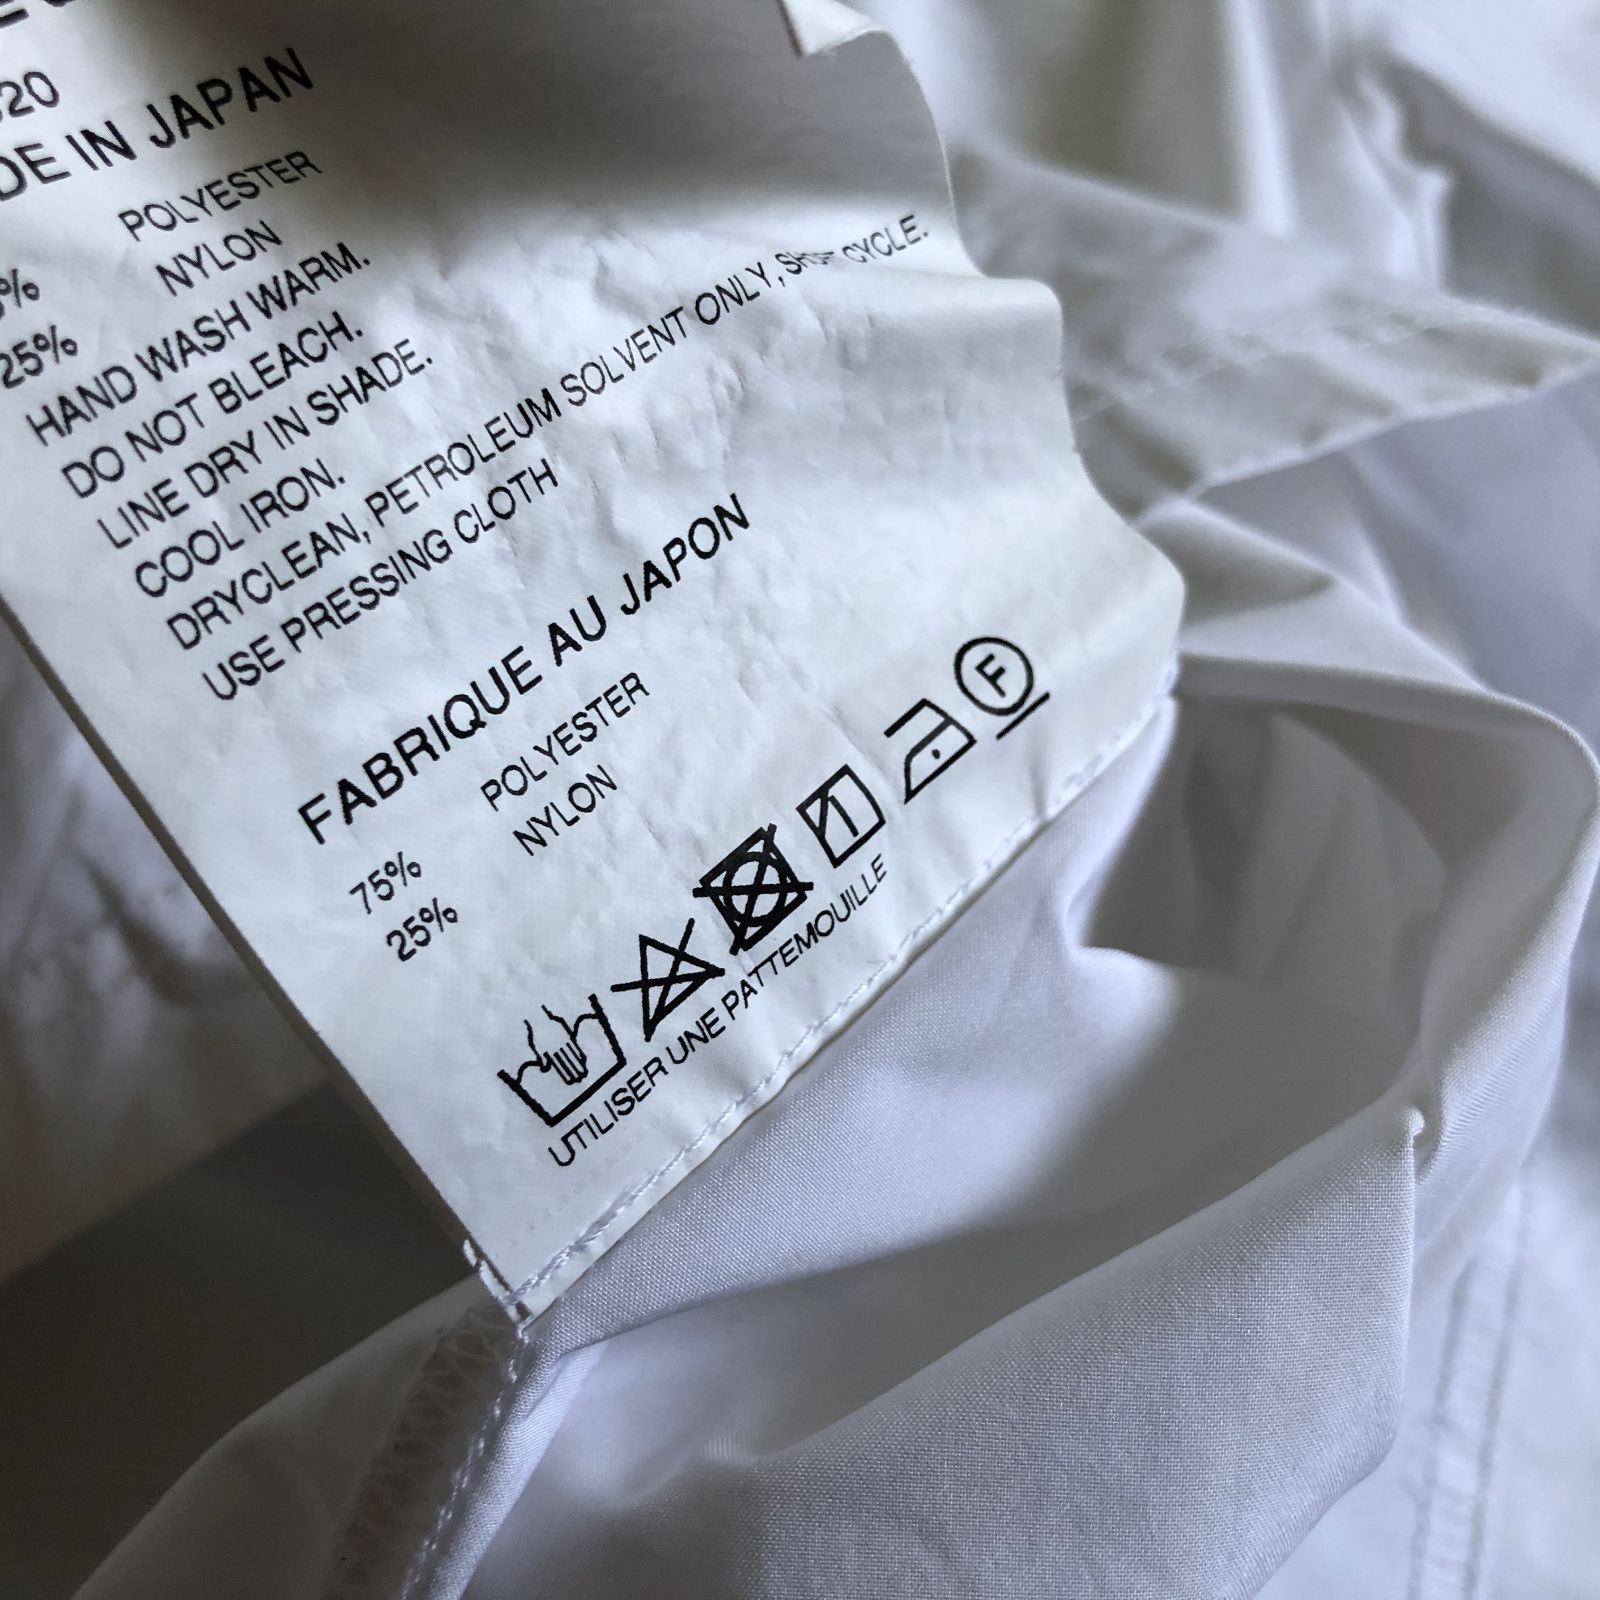 20
DE IN JAPAN
% POLYESTER
25% NYLON
HAND WASH WARM.
DO NOT BLEACH.
LINE DRY IN SHADE.
COOL IRON.
DRYCLEAN, PETROLEUM SOLVENT ONLY, SHORT CYCLE.
USE PRESSING CLOTH
FABRIQUE AU JAPON
75% POLYESTER
25% NYLON
F
UTILISER UNE PATTEMOUILLE